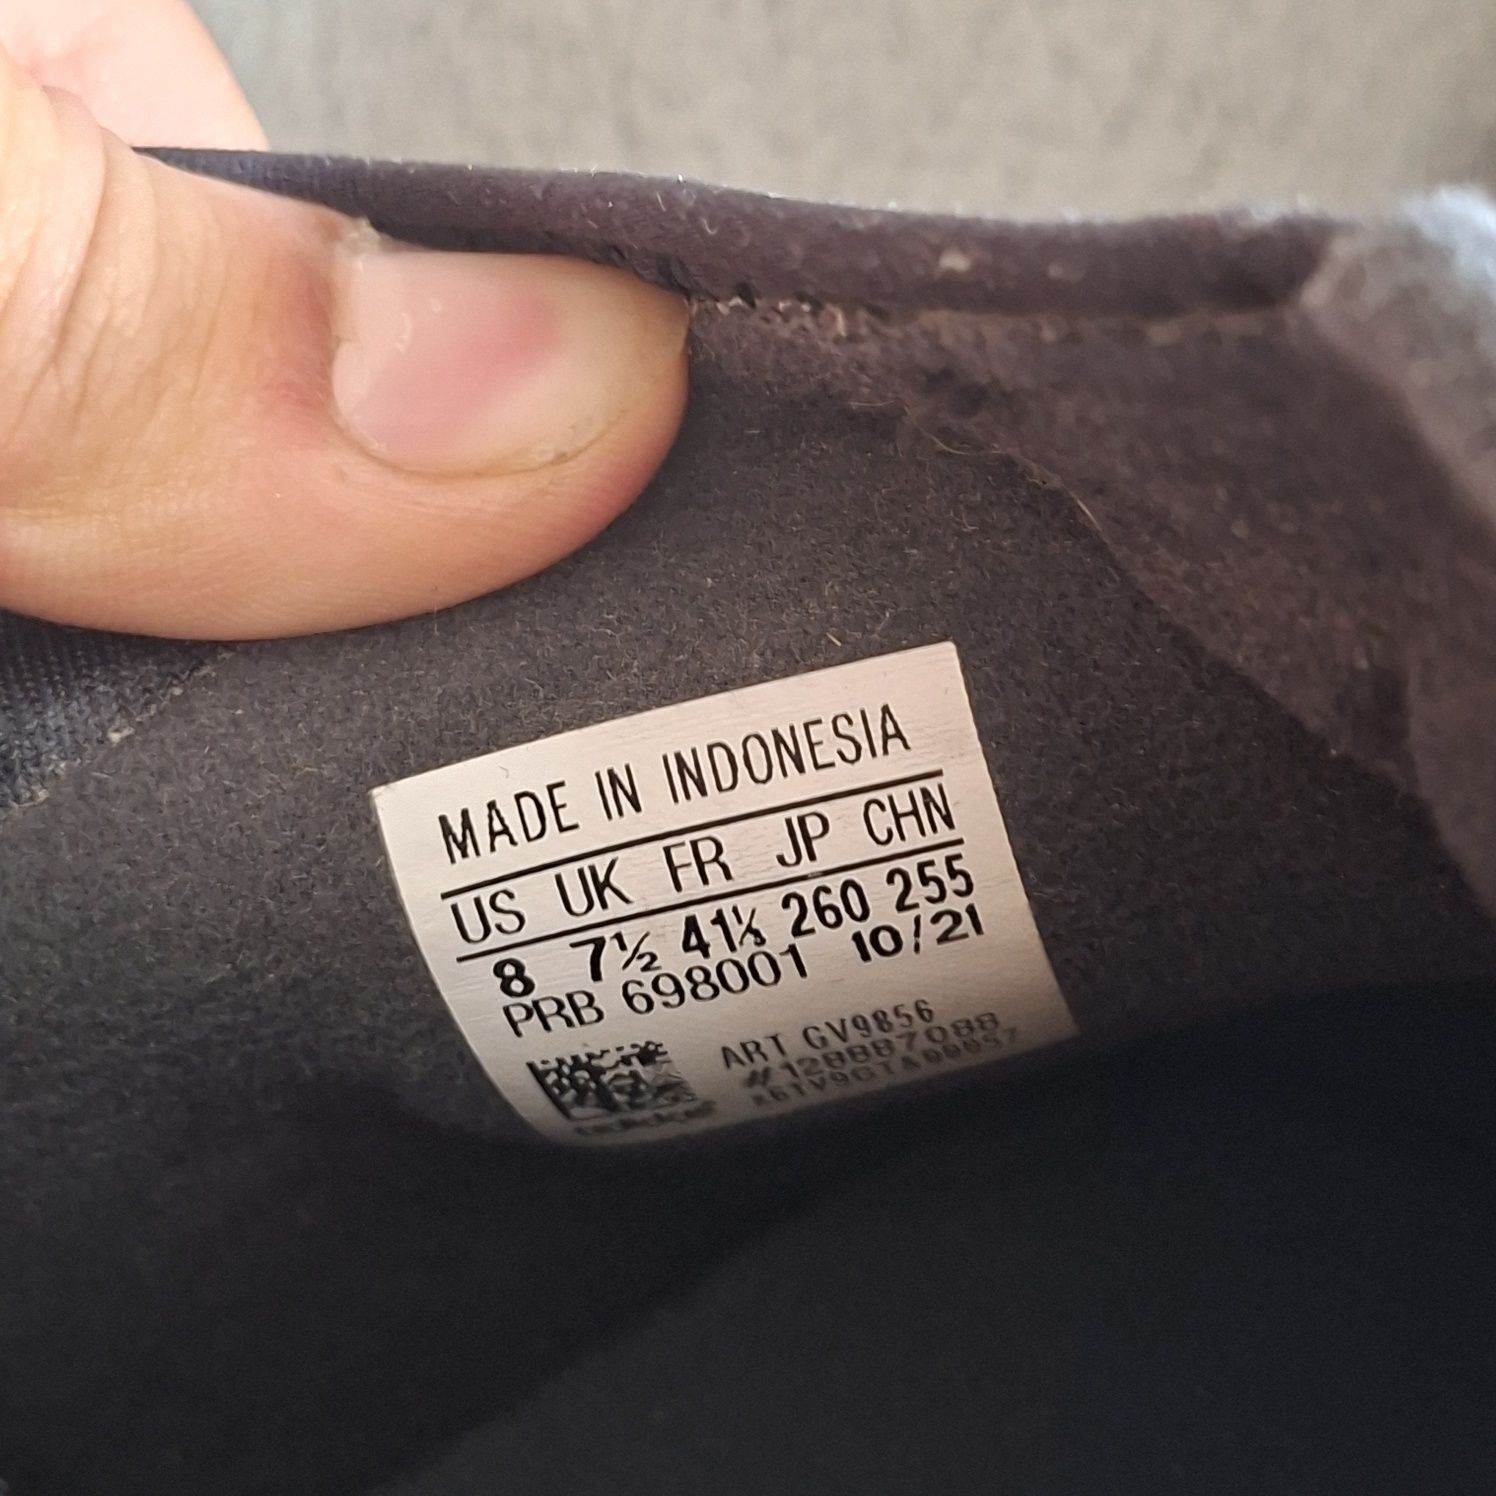 MADE IN INDONESIA
US UK FR JP CHN
8 7½ 41⅓ 260 255
PRB 698001 10/21
ART GV9856
adidas